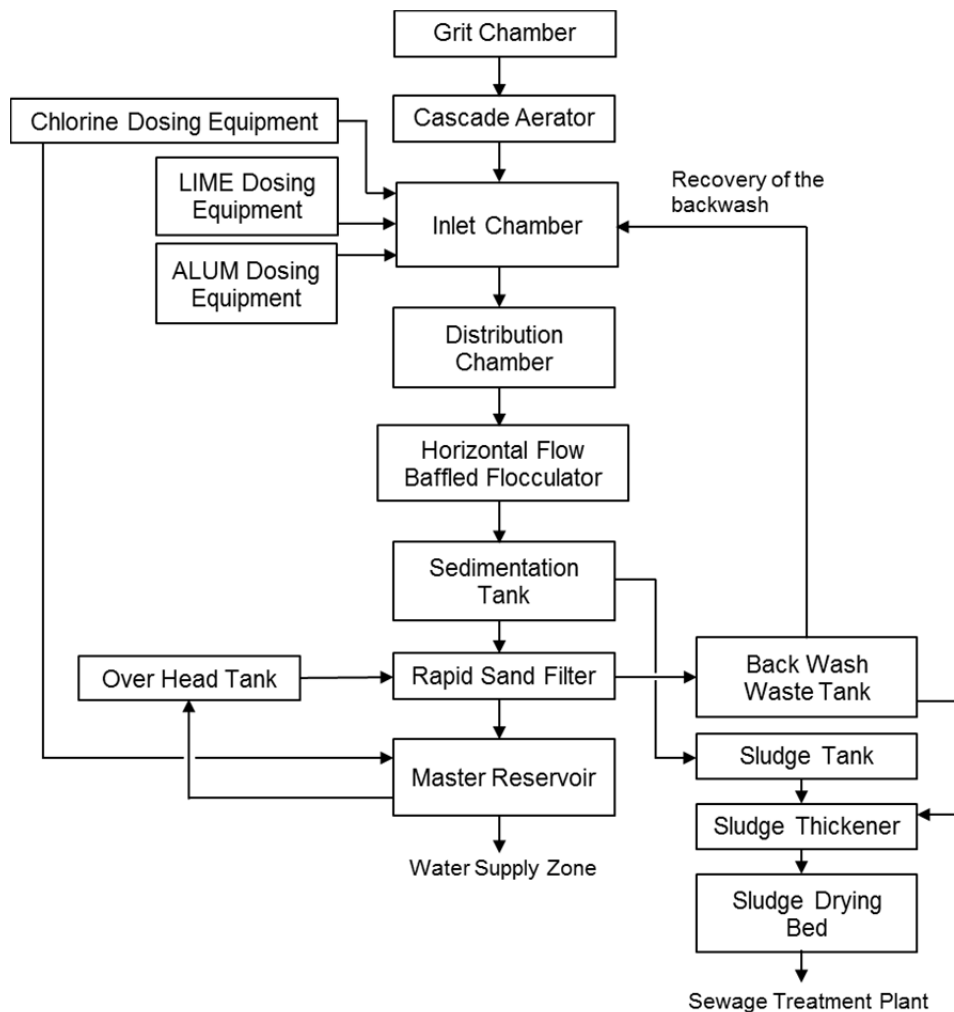 Grit Chamber
Cascade Aerator
Chlorine Dosing Equipment
LIME Dosing
Equipment
Inlet Chamber
Recovery of the
backwash
ALUM Dosing
Equipment
Distribution
Chamber
Horizontal Flow
Baffled Flocculator
Sedimentation
Tank
Over Head Tank
Rapid Sand Filter
Back Wash
Waste Tank
Master Reservoir
Sludge Tank
Sludge Thickener
Water Supply Zone
Sludge Drying
Bed
Sewage Treatment Plant